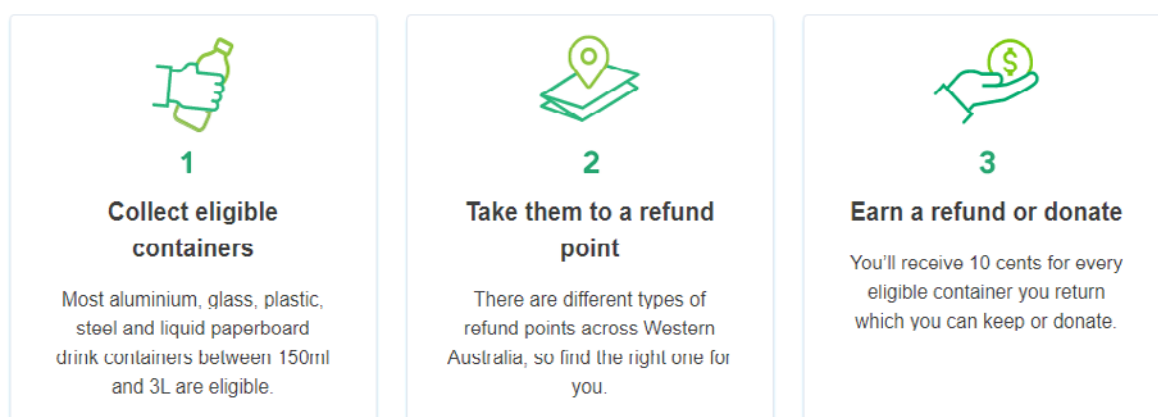 $
1
Collect eligible
containers
Most aluminium, glass, plastic,
steel and liquid paperboard
drink containers between 150ml
and 3L are eligible.
2
Take them to a refund
point
There are different types of
refund points across Western
Australia, so find the right one for
you.
3
Earn a refund or donate
You'll receive 10 cents for every
eligible container you return
which you can keep or donate.